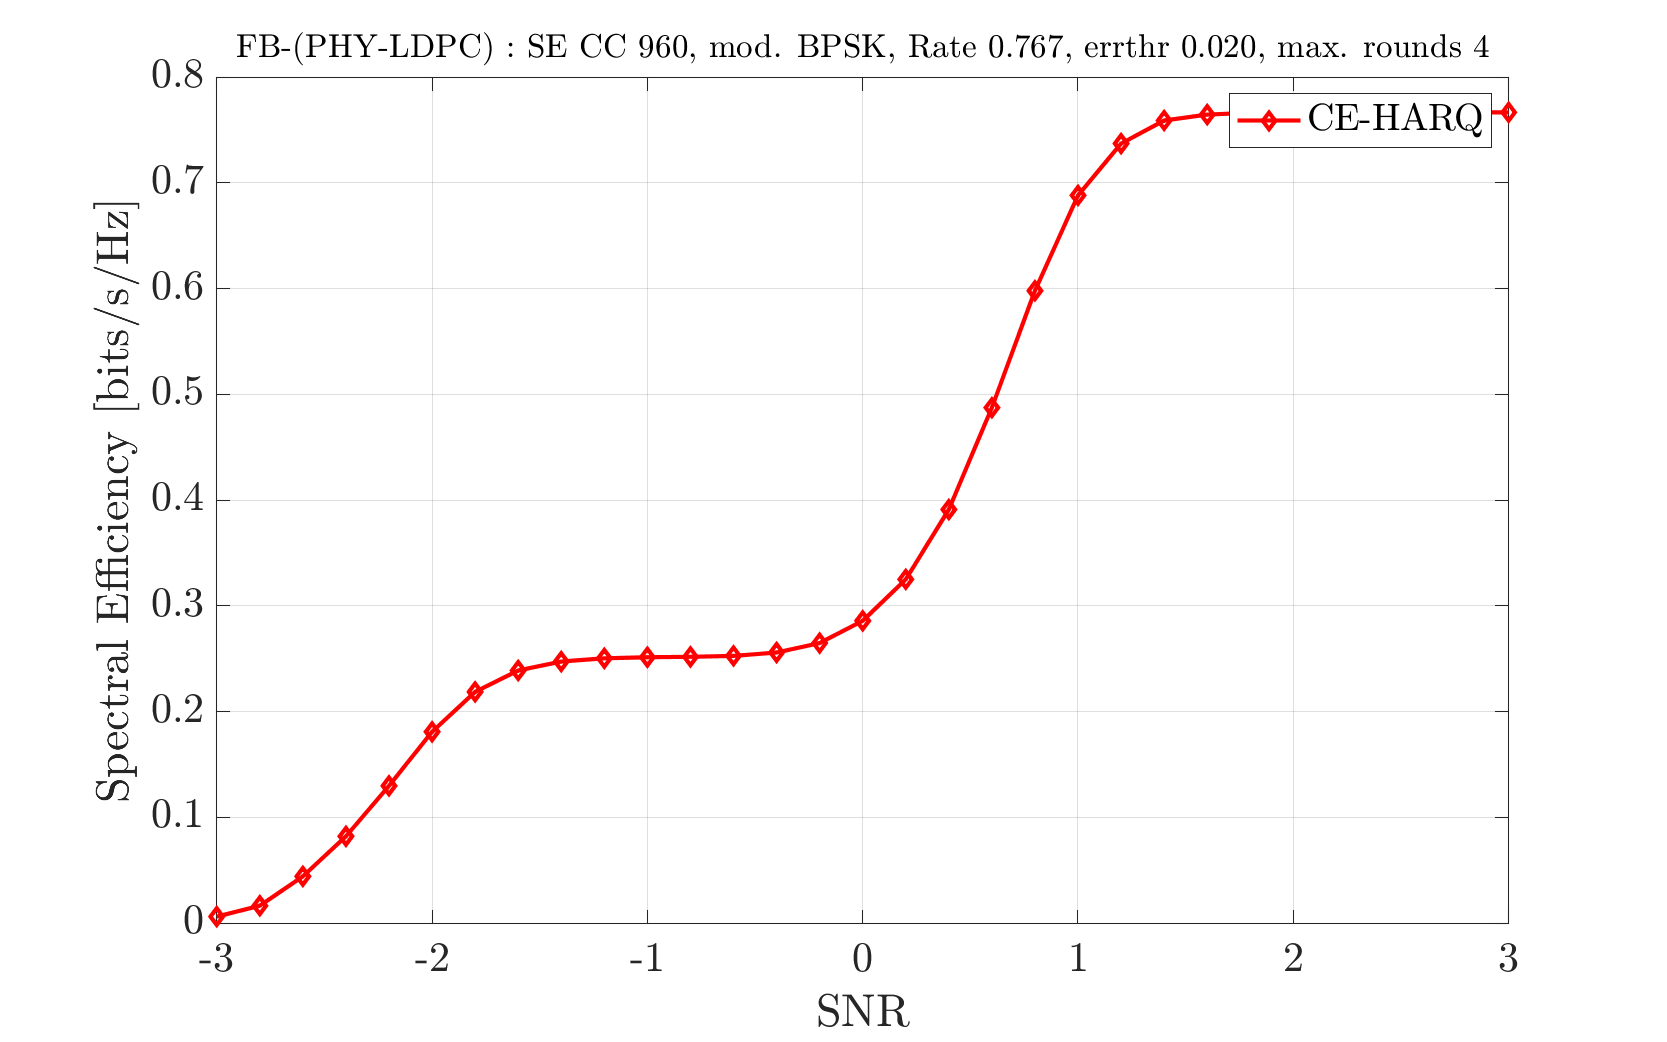 FB-(PHY-LDPC) : SE CC 960, mod. BPSK, Rate 0.767, errthr 0.020, max. rounds 4
CE-HARQ
Spectral Efficiency [bits/s/Hz]
0.8
0.7
0.6
0.5
0.4
0.3
0.2
0.1
0
-3 -2 -1 0 1 2 3
SNR